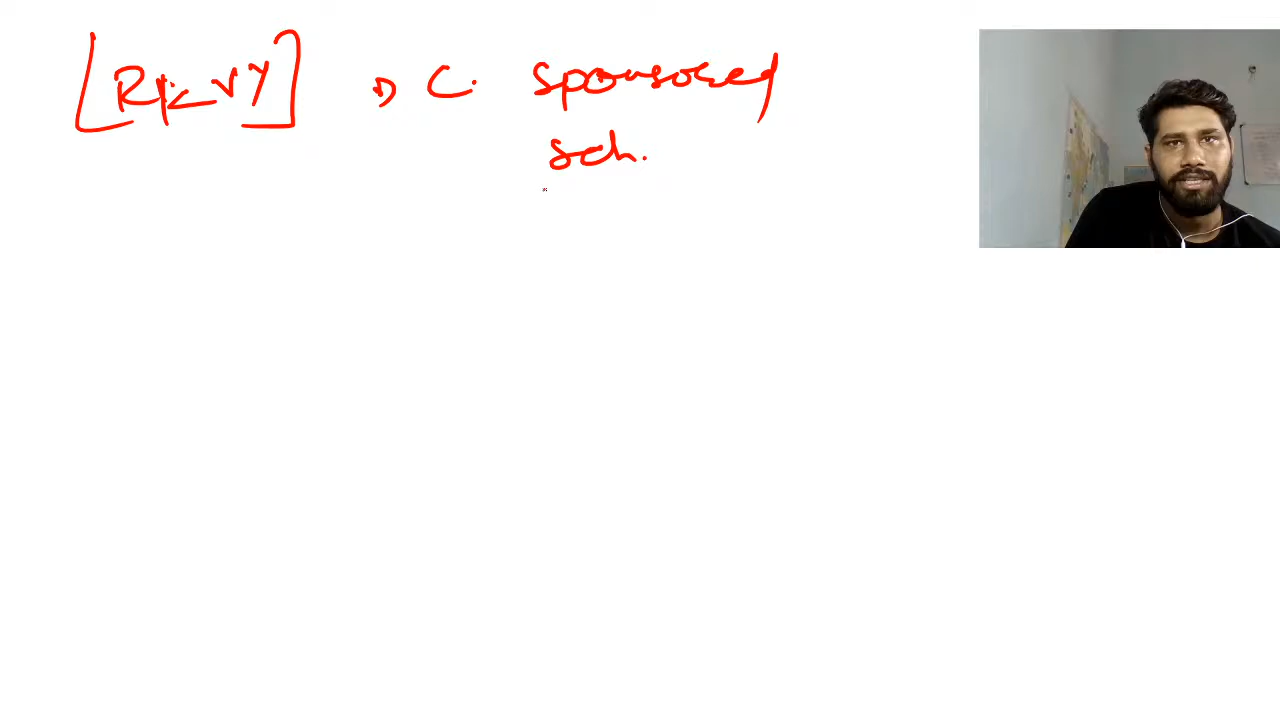 [RKVY] → C. sponsored
sch.